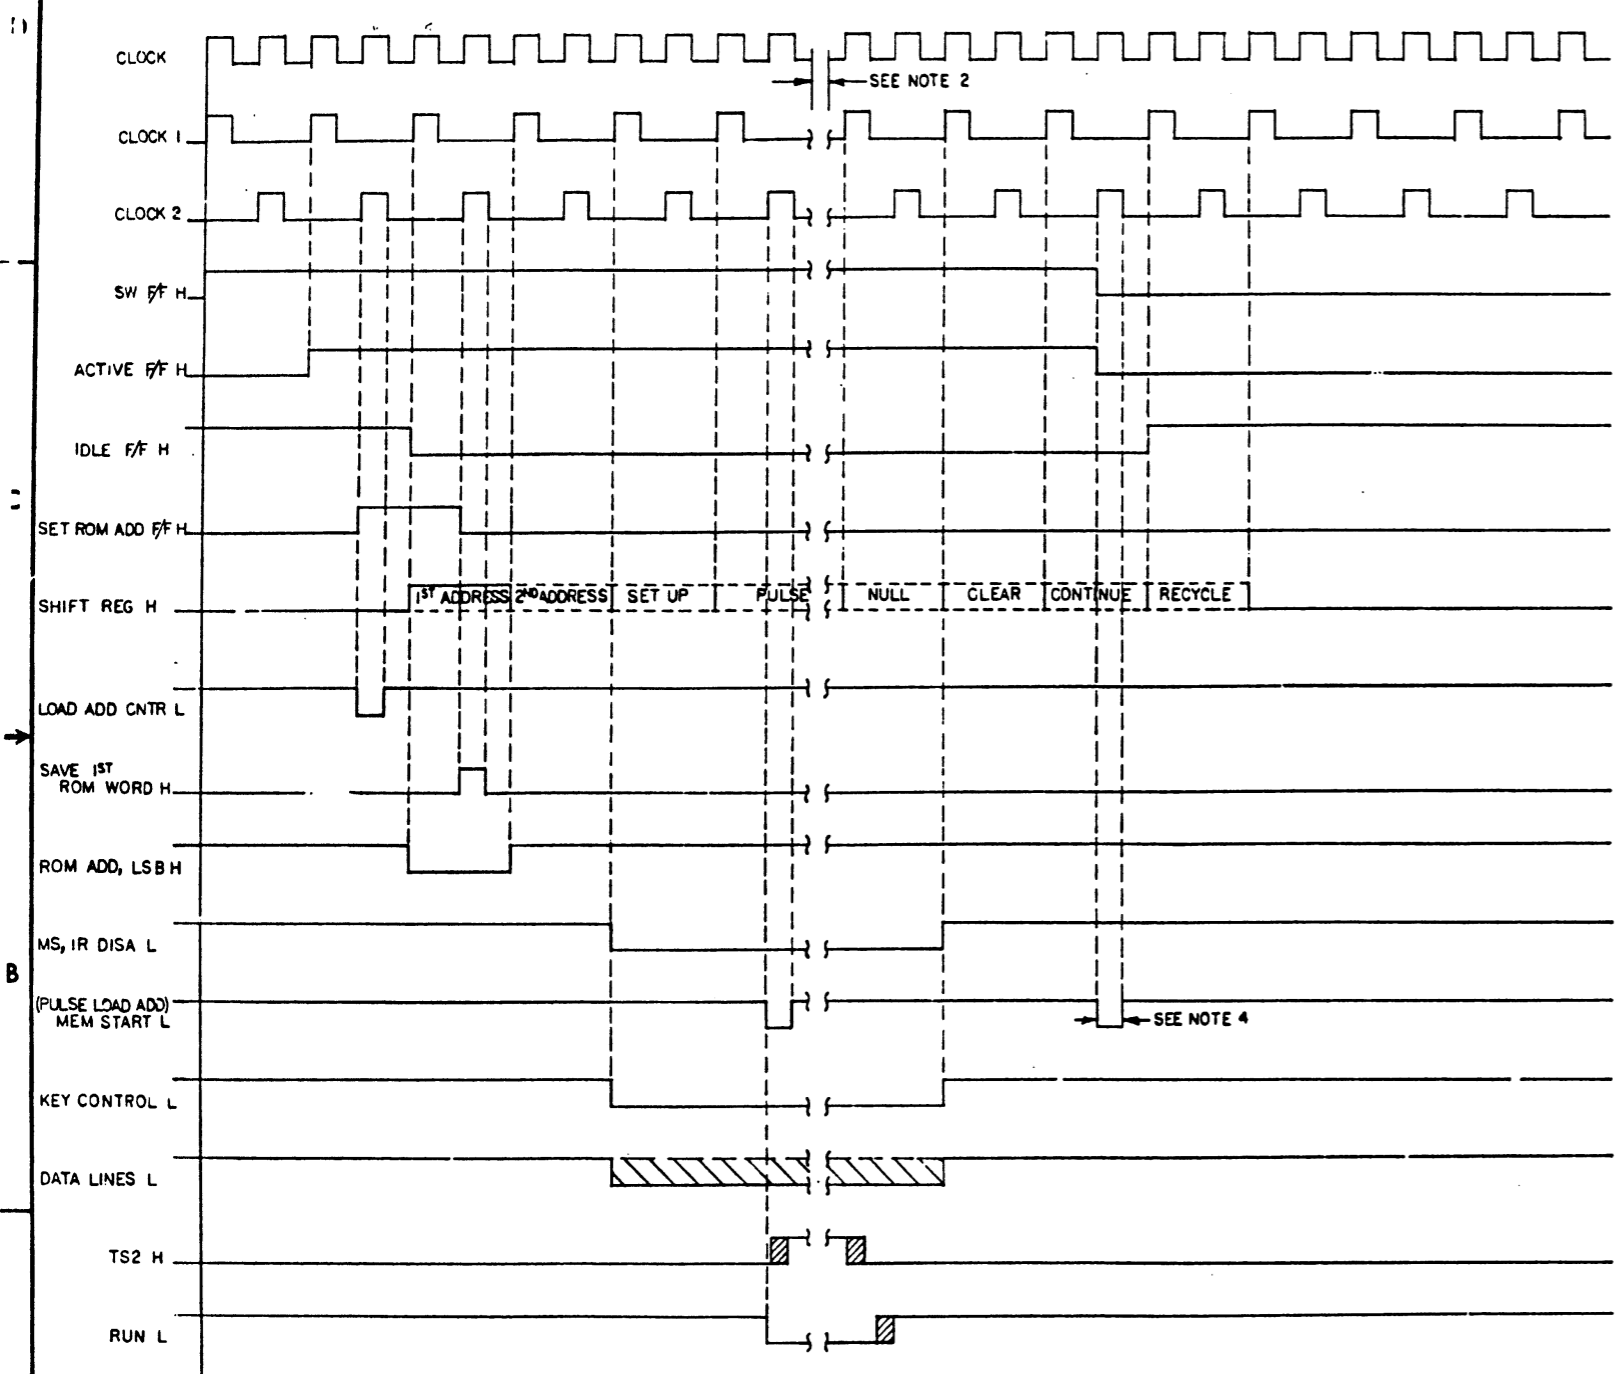 D
CLOCK
SEE NOTE 2
CLOCK 1
CLOCK 2
SW F/F H
ACTIVE F/F H
IDLE F/F H
SET ROM ADD F/F H
SHIFT REG H
1ST ADDRESS 2ND ADDRESS SET UP PULSE NULL CLEAR CONTINUE RECYCLE
LOAD ADD CNTR L
SAVE 1ST
ROM WORD H
ROM ADD, LSB H
MS, IR DISA L
B
(PULSE LOAD ADD)
MEM START L
SEE NOTE 4
KEY CONTROL L
DATA LINES L
TS2 H
RUN L